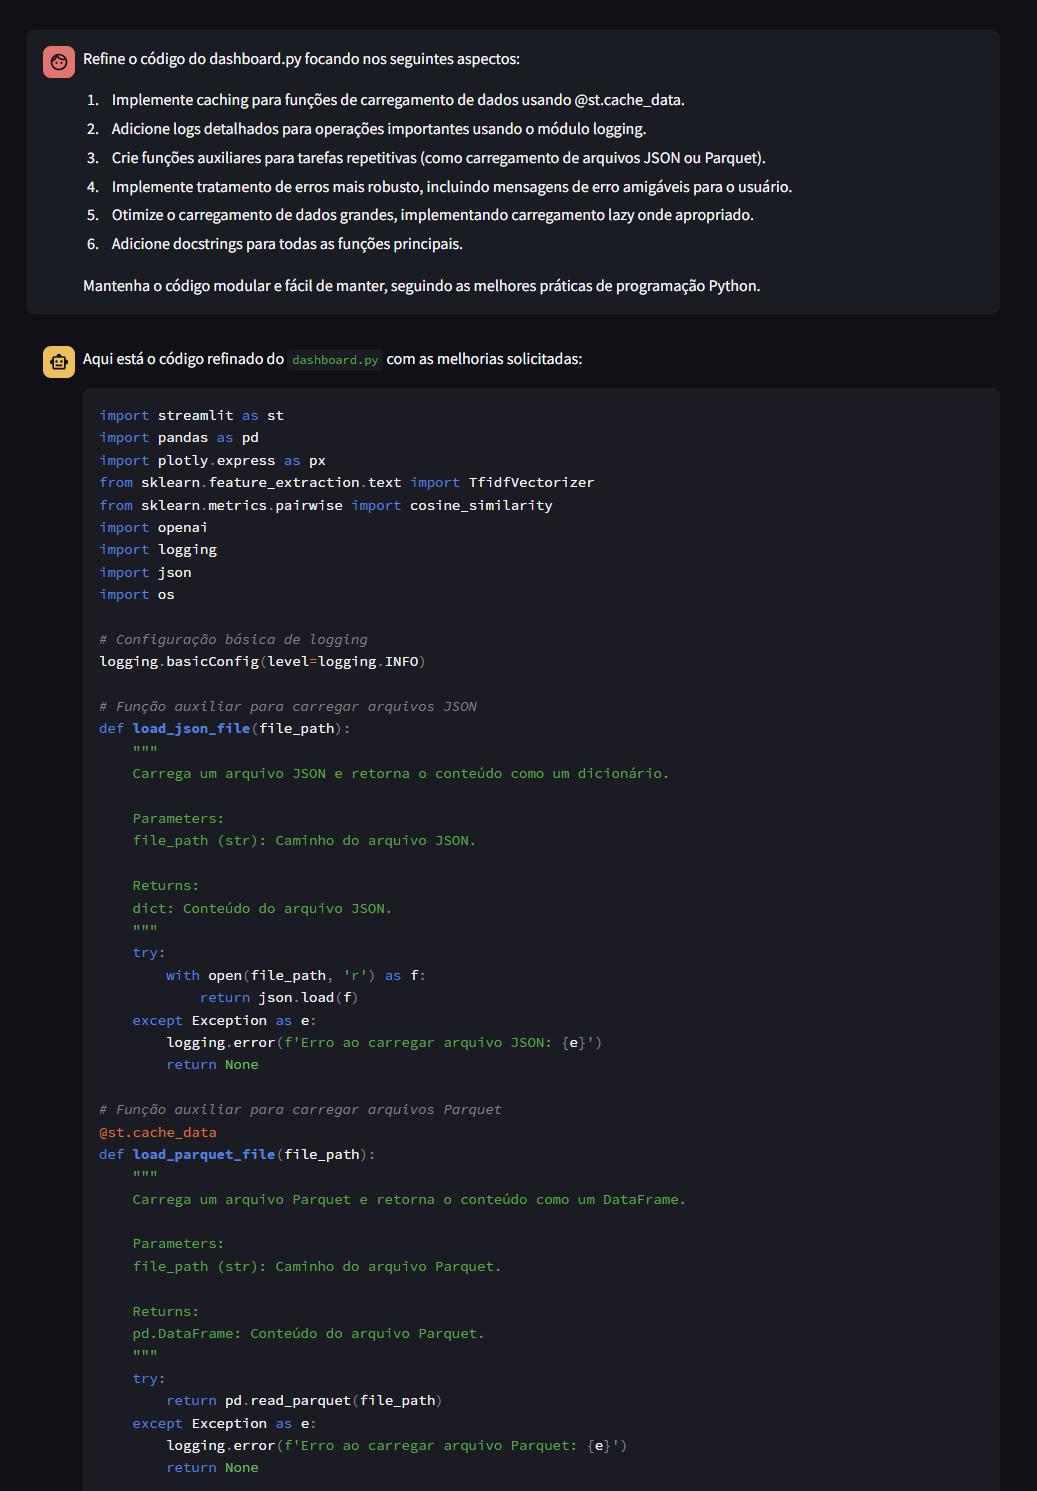 Refine o código do dashboard.py focando nos seguintes aspectos:
1. Implemente caching para funções de carregamento de dados usando @st.cache_data.
2. Adicione logs detalhados para operações importantes usando o módulo logging.
3. Crie funções auxiliares para tarefas repetitivas (como carregamento de arquivos JSON ou Parquet).
4. Implemente tratamento de erros mais robusto, incluindo mensagens de erro amigáveis para o usuário.
5. Otimize o carregamento de dados grandes, implementando carregamento lazy onde apropriado.
6. Adicione docstrings para todas as funções principais.
Mantenha o código modular e fácil de manter, seguindo as melhores práticas de programação Python.
Aqui está o código refinado do dashboard.py com as melhorias solicitadas:
import streamlit as st
import pandas as pd
import plotly.express as px
from sklearn.feature_extraction.text import TfidfVectorizer
from sklearn.metrics.pairwise import cosine_similarity
import openai
import logging
import json
import os
# Configuração básica de logging
logging.basicConfig(level=logging.INFO)
# Função auxiliar para carregar arquivos JSON
def load_json_file(file_path):
    """
    Carrega um arquivo JSON e retorna o conteúdo como um dicionário.
    Parameters:
    file_path (str): Caminho do arquivo JSON.
    Returns:
    dict: Conteúdo do arquivo JSON.
    """
    try:
        with open(file_path, 'r') as f:
            return json.load(f)
    except Exception as e:
        logging.error(f'Erro ao carregar arquivo JSON: {e}')
        return None
# Função auxiliar para carregar arquivos Parquet
@st.cache_data
def load_parquet_file(file_path):
    """
    Carrega um arquivo Parquet e retorna o conteúdo como um DataFrame.
    Parameters:
    file_path (str): Caminho do arquivo Parquet.
    Returns:
    pd.DataFrame: Conteúdo do arquivo Parquet.
    """
    try:
        return pd.read_parquet(file_path)
    except Exception as e:
        logging.error(f'Erro ao carregar arquivo Parquet: {e}')
        return None